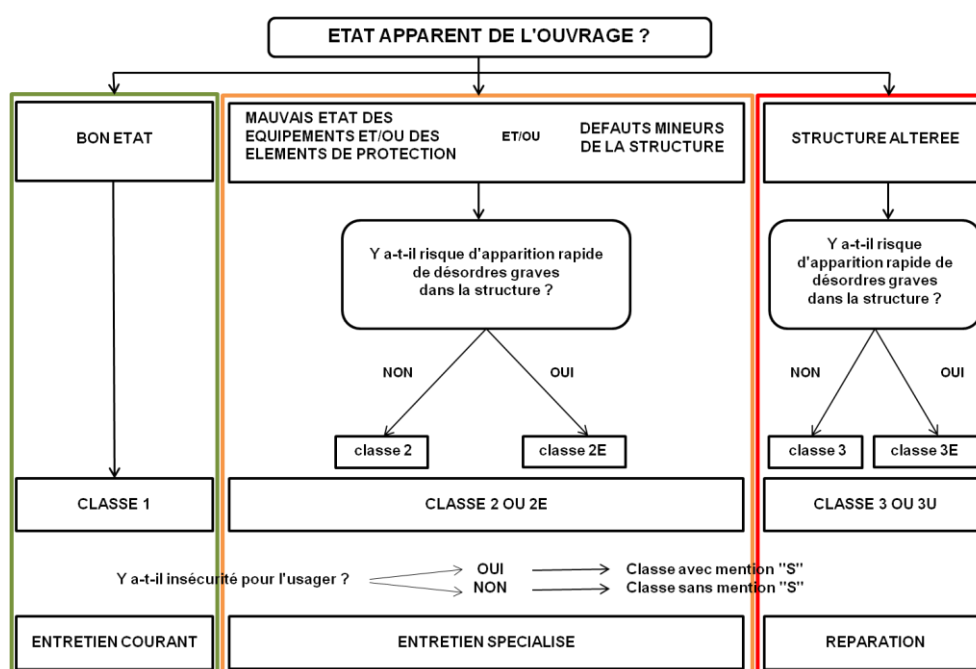 ETAT APPARENT DE L'OUVRAGE ?
BON ETAT
MAUVAIS ETAT DES
EQUIPEMENTS ET/OU DES
ELEMENTS DE PROTECTION
ET/OU
DEFAUTS MINEURS
DE LA STRUCTURE
STRUCTURE ALTEREE
Y a-t-il risque d'apparition rapide
de désordres graves
dans la structure ?
Y a-t-il risque
d'apparition rapide de
désordres graves
dans la structure ?
NON
OUI
NON
OUI
classe 2
classe 2E
classe 3
classe 3E
CLASSE 1
CLASSE 2 OU 2E
CLASSE 3 OU 3U
Y a-t-il insécurité pour l'usager ?
OUI
Classe avec mention "S"
NON
Classe sans mention "S"
ENTRETIEN COURANT
ENTRETIEN SPECIALISE
REPARATION